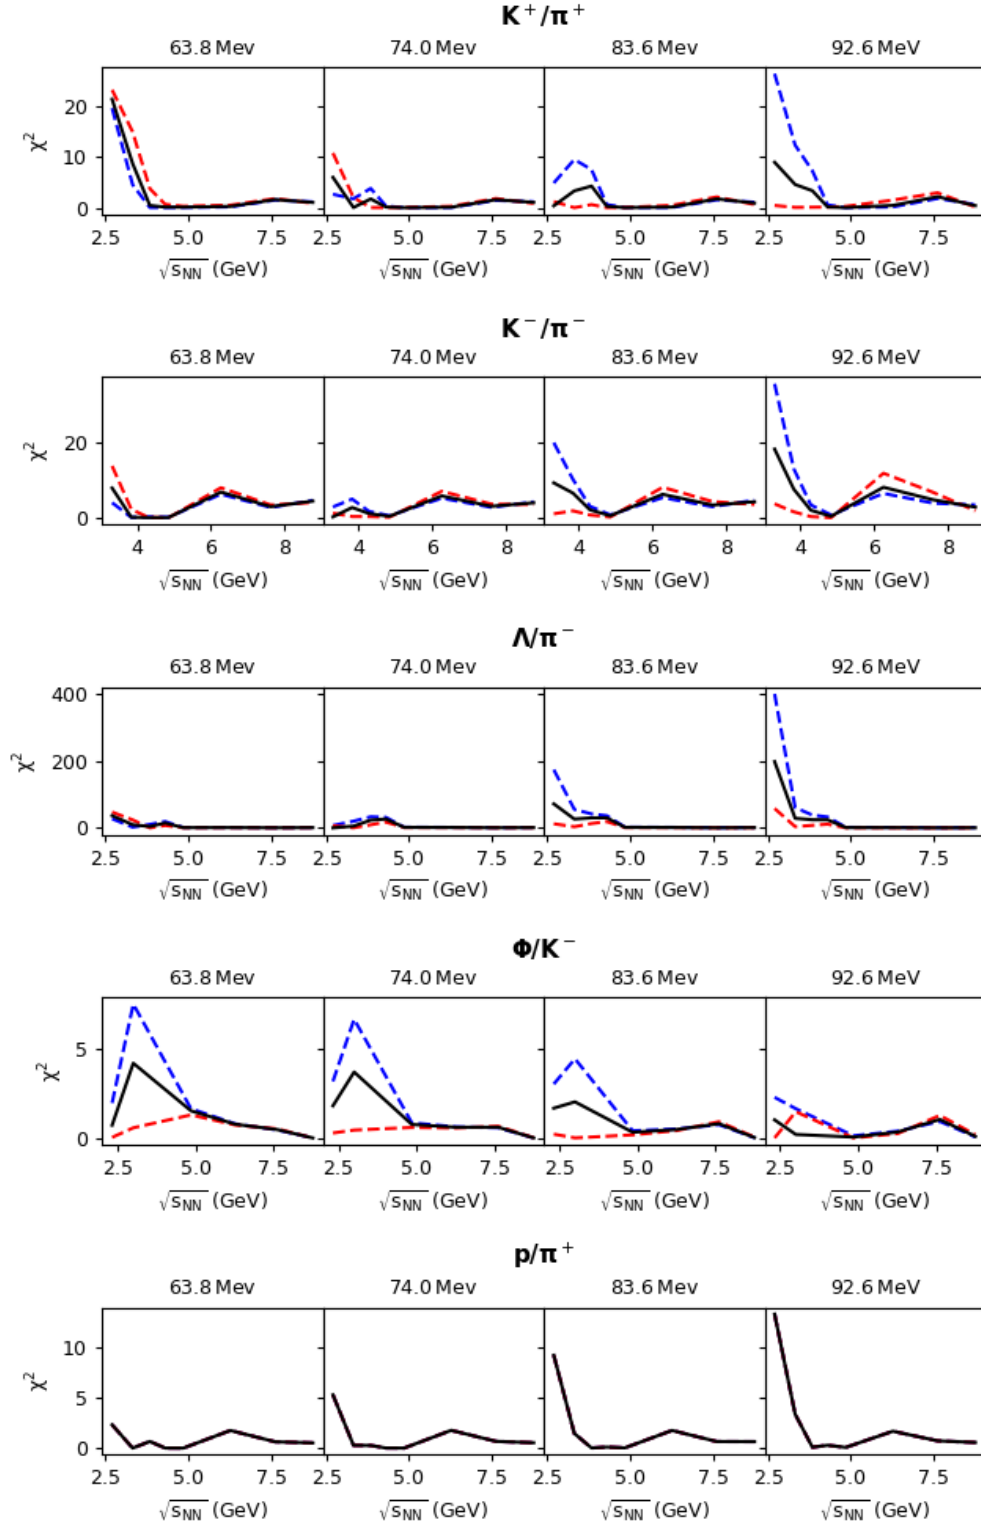 K⁺/π⁺
63.8 Mev 74.0 Mev 83.6 Mev 92.6 MeV
20
10
0
χ²
2.5 5.0 7.5 2.5 5.0 7.5 2.5 5.0 7.5 2.5 5.0 7.5
√sNN (GeV) √sNN (GeV) √sNN (GeV) √sNN (GeV)
K⁻/π⁻
63.8 Mev 74.0 Mev 83.6 Mev 92.6 MeV
20
0
χ²
4 6 8 4 6 8 4 6 8 4 6 8
√sNN (GeV) √sNN (GeV) √sNN (GeV) √sNN (GeV)
Λ/π⁻
63.8 Mev 74.0 Mev 83.6 Mev 92.6 MeV
400
200
0
χ²
2.5 5.0 7.5 2.5 5.0 7.5 2.5 5.0 7.5 2.5 5.0 7.5
√sNN (GeV) √sNN (GeV) √sNN (GeV) √sNN (GeV)
Φ/K⁻
63.8 Mev 74.0 Mev 83.6 Mev 92.6 MeV
5
0
χ²
2.5 5.0 7.5 2.5 5.0 7.5 2.5 5.0 7.5 2.5 5.0 7.5
√sNN (GeV) √sNN (GeV) √sNN (GeV) √sNN (GeV)
p/π⁺
63.8 Mev 74.0 Mev 83.6 Mev 92.6 MeV
10
5
0
χ²
2.5 5.0 7.5 2.5 5.0 7.5 2.5 5.0 7.5 2.5 5.0 7.5
√sNN (GeV) √sNN (GeV) √sNN (GeV) √sNN (GeV)